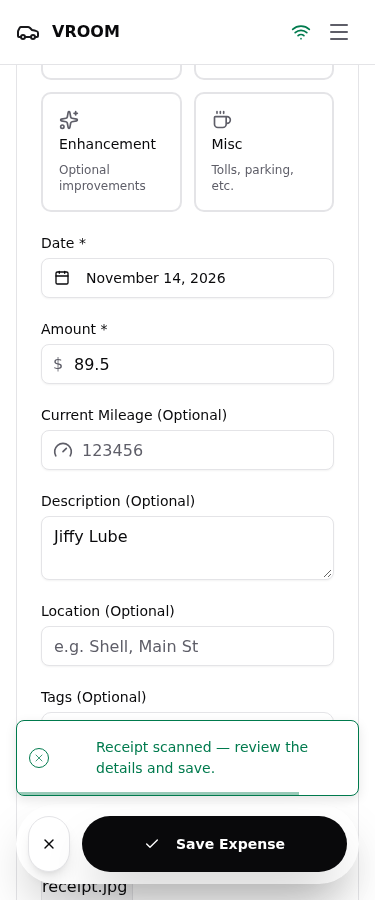 VROOM
Enhancement
Optional
improvements
Misc
Tolls, parking,
etc.
Date *
November 14, 2026
Amount *
$ 89.5
Current Mileage (Optional)
123456
Description (Optional)
Jiffy Lube
Location (Optional)
e.g. Shell, Main St
Tags (Optional)
Receipt scanned — review the
details and save.
Save Expense
receipt.jpg